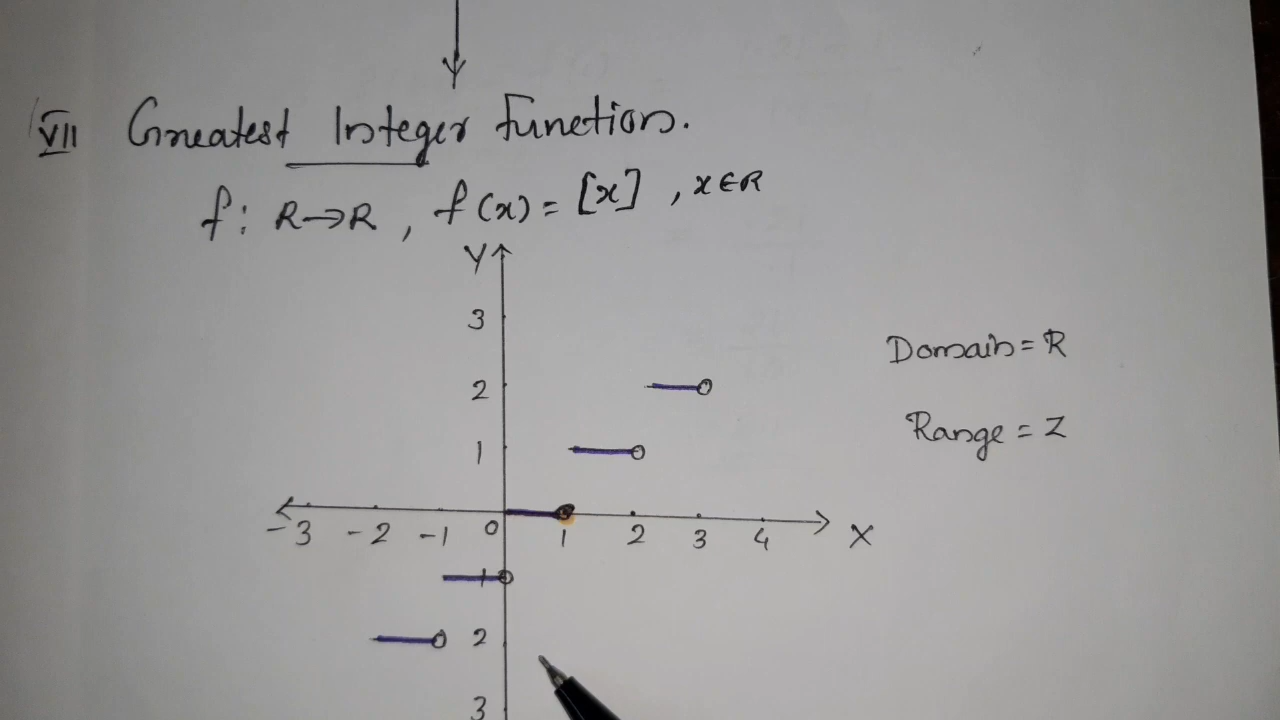 VII Greatest Integer Function.
f: R→R, f(x) = [x], x∈R
Y
3
2
1
Domain = R
Range = Z
-3 -2 -1 0 1 2 3 4 X
1
2
3